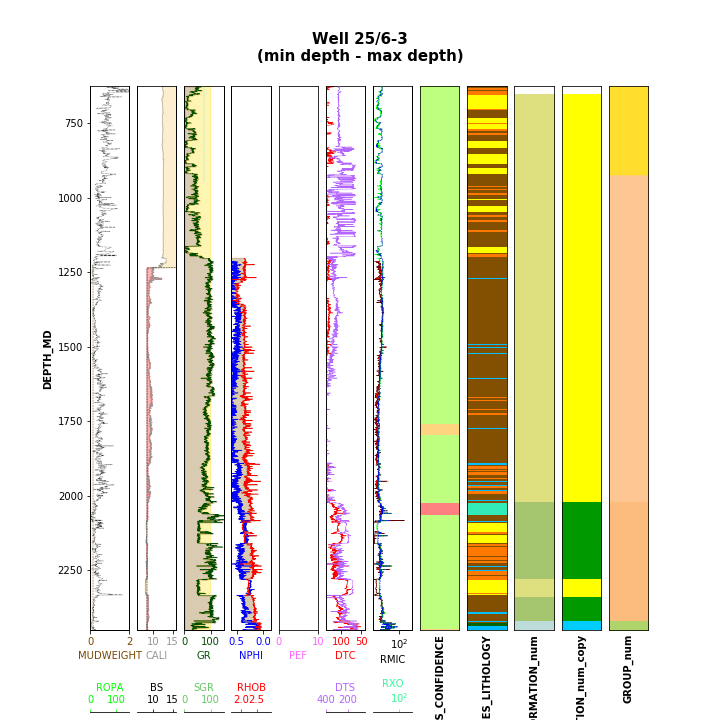 Well 25/6-3
(min depth - max depth)
DEPTH_MD
750
1000
1250
1500
1750
2000
2250
0 2 10 15 0 100 0.5 0.0 0 10 100 50 10²
MUDWEIGHT CALI GR NPHI PEF DTC RMIC
ROPA BS SGR RHOB DTS RXO
0 100 10 15 0 100 2.02.5 400 200 10²
S_CONFIDENCE
ES_LITHOLOGY
RMATION_num
TION_num_copy
GROUP_num